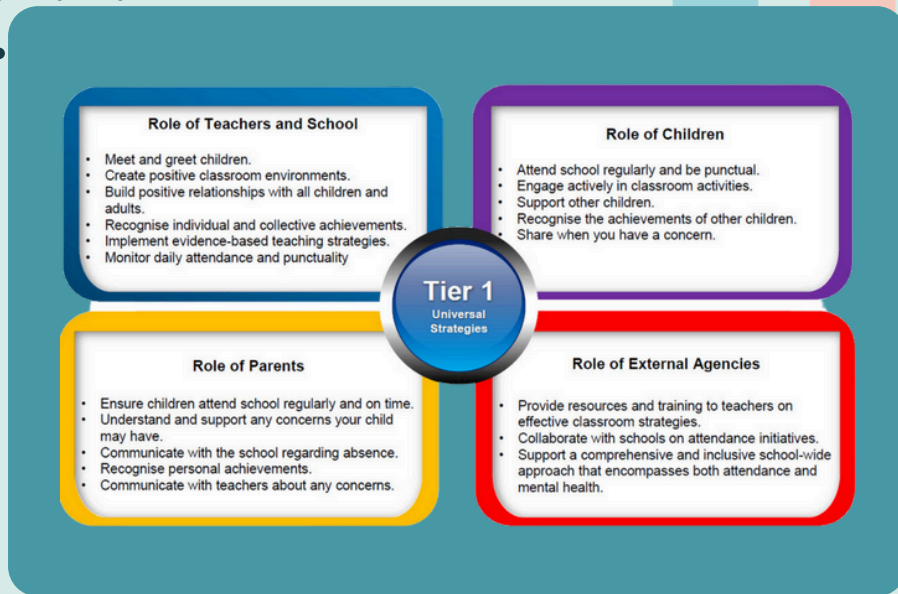 Role of Teachers and School
• Meet and greet children.
• Create positive classroom environments.
• Build positive relationships with all children and
adults.
• Recognise individual and collective achievements.
• Implement evidence-based teaching strategies.
• Monitor daily attendance and punctuality
Role of Children
• Attend school regularly and be punctual.
• Engage actively in classroom activities.
• Support other children.
• Recognise the achievements of other children.
• Share when you have a concern.
Tier 1
Universal
Strategies
Role of Parents
• Ensure children attend school regularly and on time.
• Understand and support any concerns your child
may have.
• Communicate with the school regarding absence.
• Recognise personal achievements.
• Communicate with teachers about any concerns.
Role of External Agencies
• Provide resources and training to teachers on
effective classroom strategies.
• Collaborate with schools on attendance initiatives.
• Support a comprehensive and inclusive school-wide
approach that encompasses both attendance and
mental health.